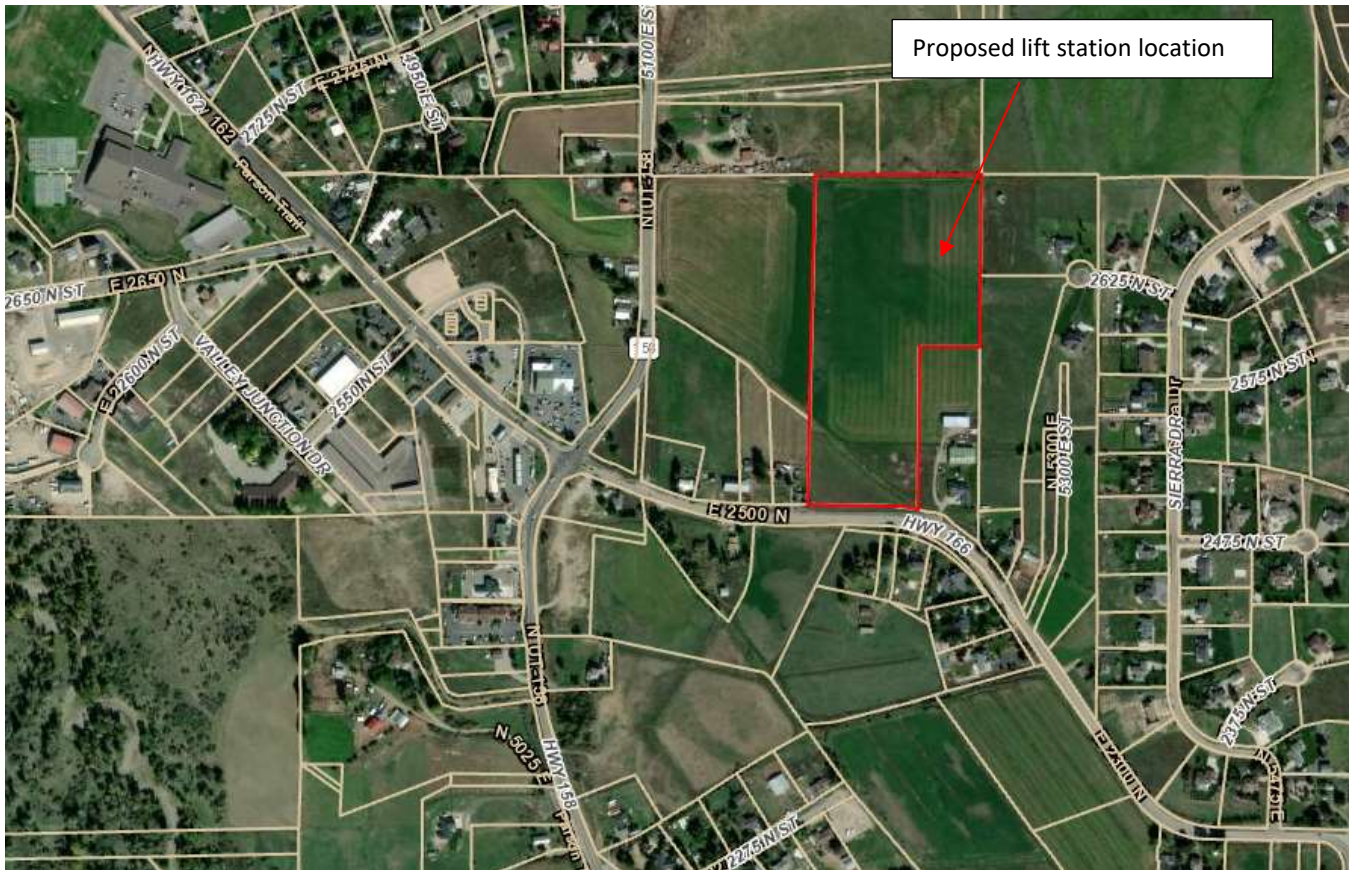 Proposed lift station location
HWY 162
N HWY 162
E 2725 N
2725 N ST
4950 E ST
5100 E ST
Parson Trail
2650 N ST
E 2650 N
E 2600 N ST
VALLEY JUNCTION DR
2550 N ST
158
E 2500 N
HWY 166
2625 N ST
2575 N ST
N 5300 E
5300 E ST
SIERRA DR
2475 N ST
2375 N ST
N 5025 E
HWY 158
2275 N ST